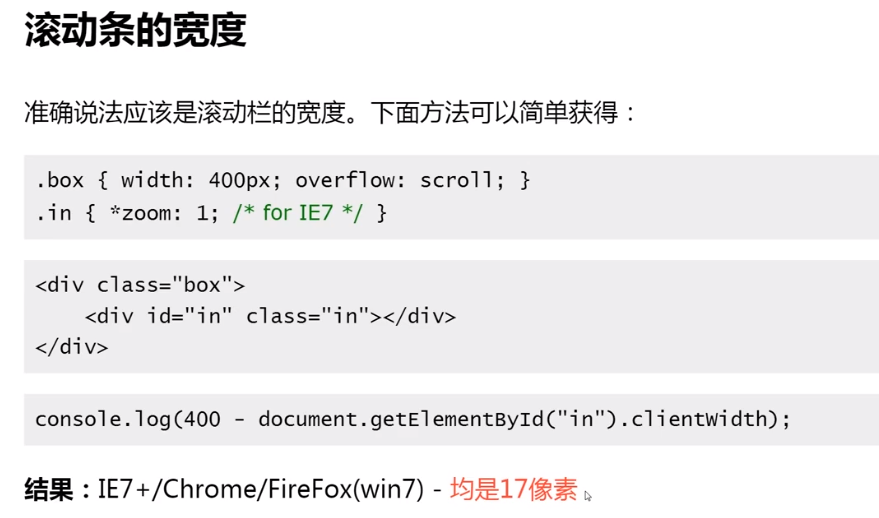 滚动条的宽度
准确说法应该是滚动栏的宽度。下面方法可以简单获得：
.box { width: 400px; overflow: scroll; }
.in { *zoom: 1; /* for IE7 */ }
<div class="box">
    <div id="in" class="in"></div>
</div>
console.log(400 - document.getElementById("in").clientWidth);
结果：IE7+/Chrome/FireFox(win7) - 均是17像素